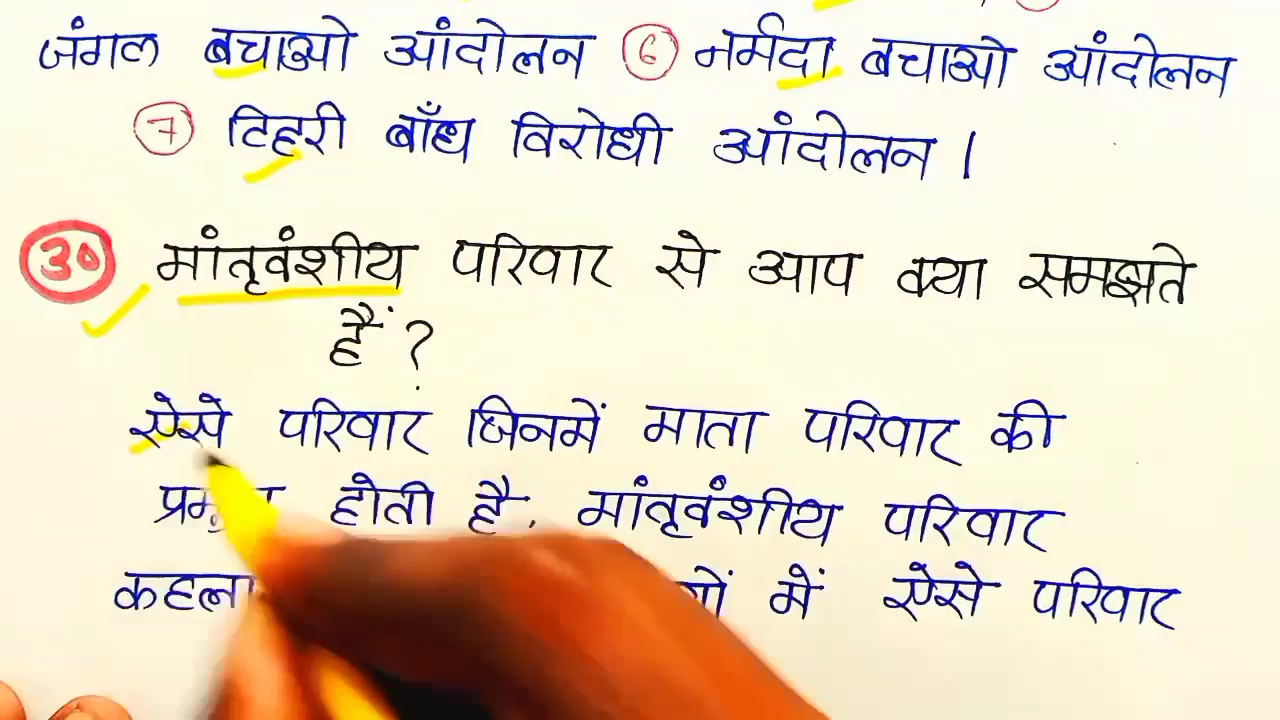 जंगल बचाओ आंदोलन ⑥ नर्मदा बचाओ आंदोलन
⑦ टिहरी बाँध विरोधी आंदोलन ।
30 मांतृवंशीय परिवार से आप क्या समझते
हैं ?
ऐसे परिवार जिनमें माता परिवार की
होती है, मांतृवंशीय परिवार
में ऐसे परिवार